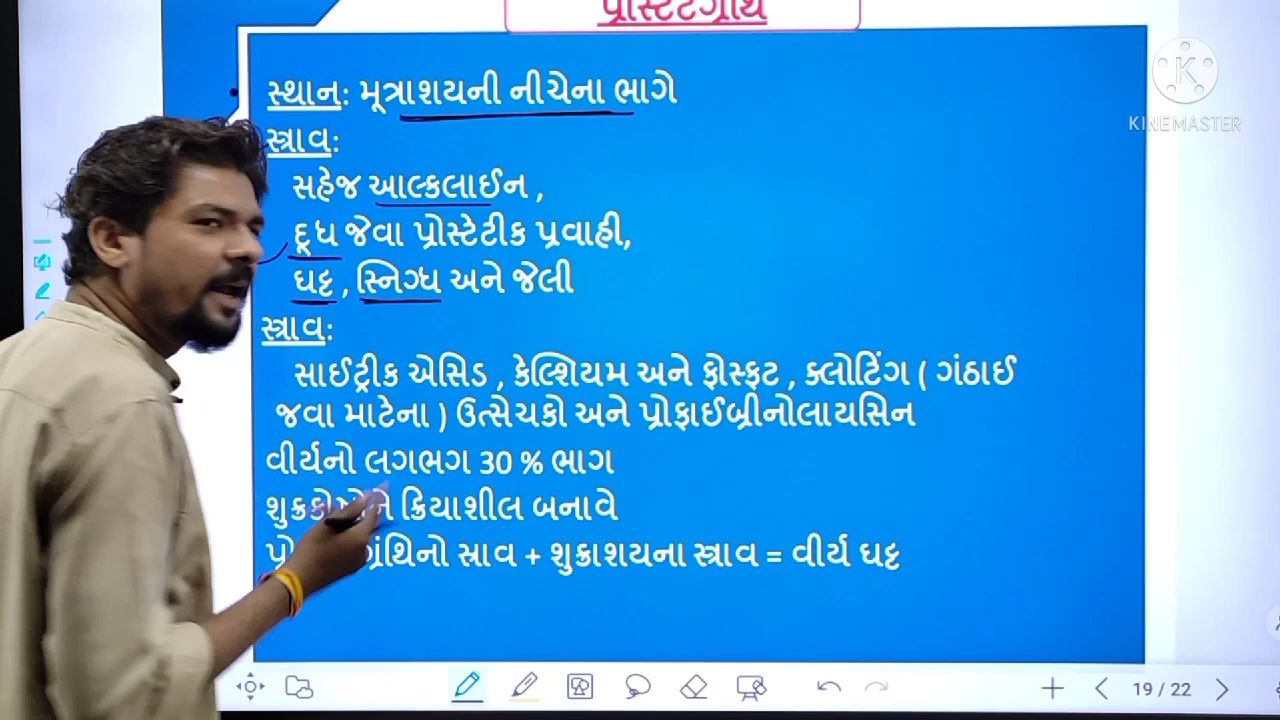 પ્રોસ્ટેટગ્રંથિ
સ્થાન: મૂત્રાશયની નીચેના ભાગે
સ્ત્રાવ:
સહેજ આલ્કલાઈન ,
દૂધ જેવા પ્રોસ્ટેટીક પ્રવાહી,
ઘટ્ટ , સ્નિગ્ધ અને જેલી
સ્ત્રાવ:
સાઈટ્રીક એસિડ , કેલ્શિયમ અને ફોસ્ફટ , ક્લોટિંગ ( ગંઠાઈ
જવા માટેના ) ઉત્સેચકો અને પ્રોફાઈબ્રીનોલાયસિન
વીર્યનો લગભગ 30 % ભાગ
શુક્રકોષોને ક્રિયાશીલ બનાવે
ગ્રંથિનો સ્રાવ + શુક્રાશયના સ્ત્રાવ = વીર્ય ઘટ્ટ
KINEMASTER
19 / 22